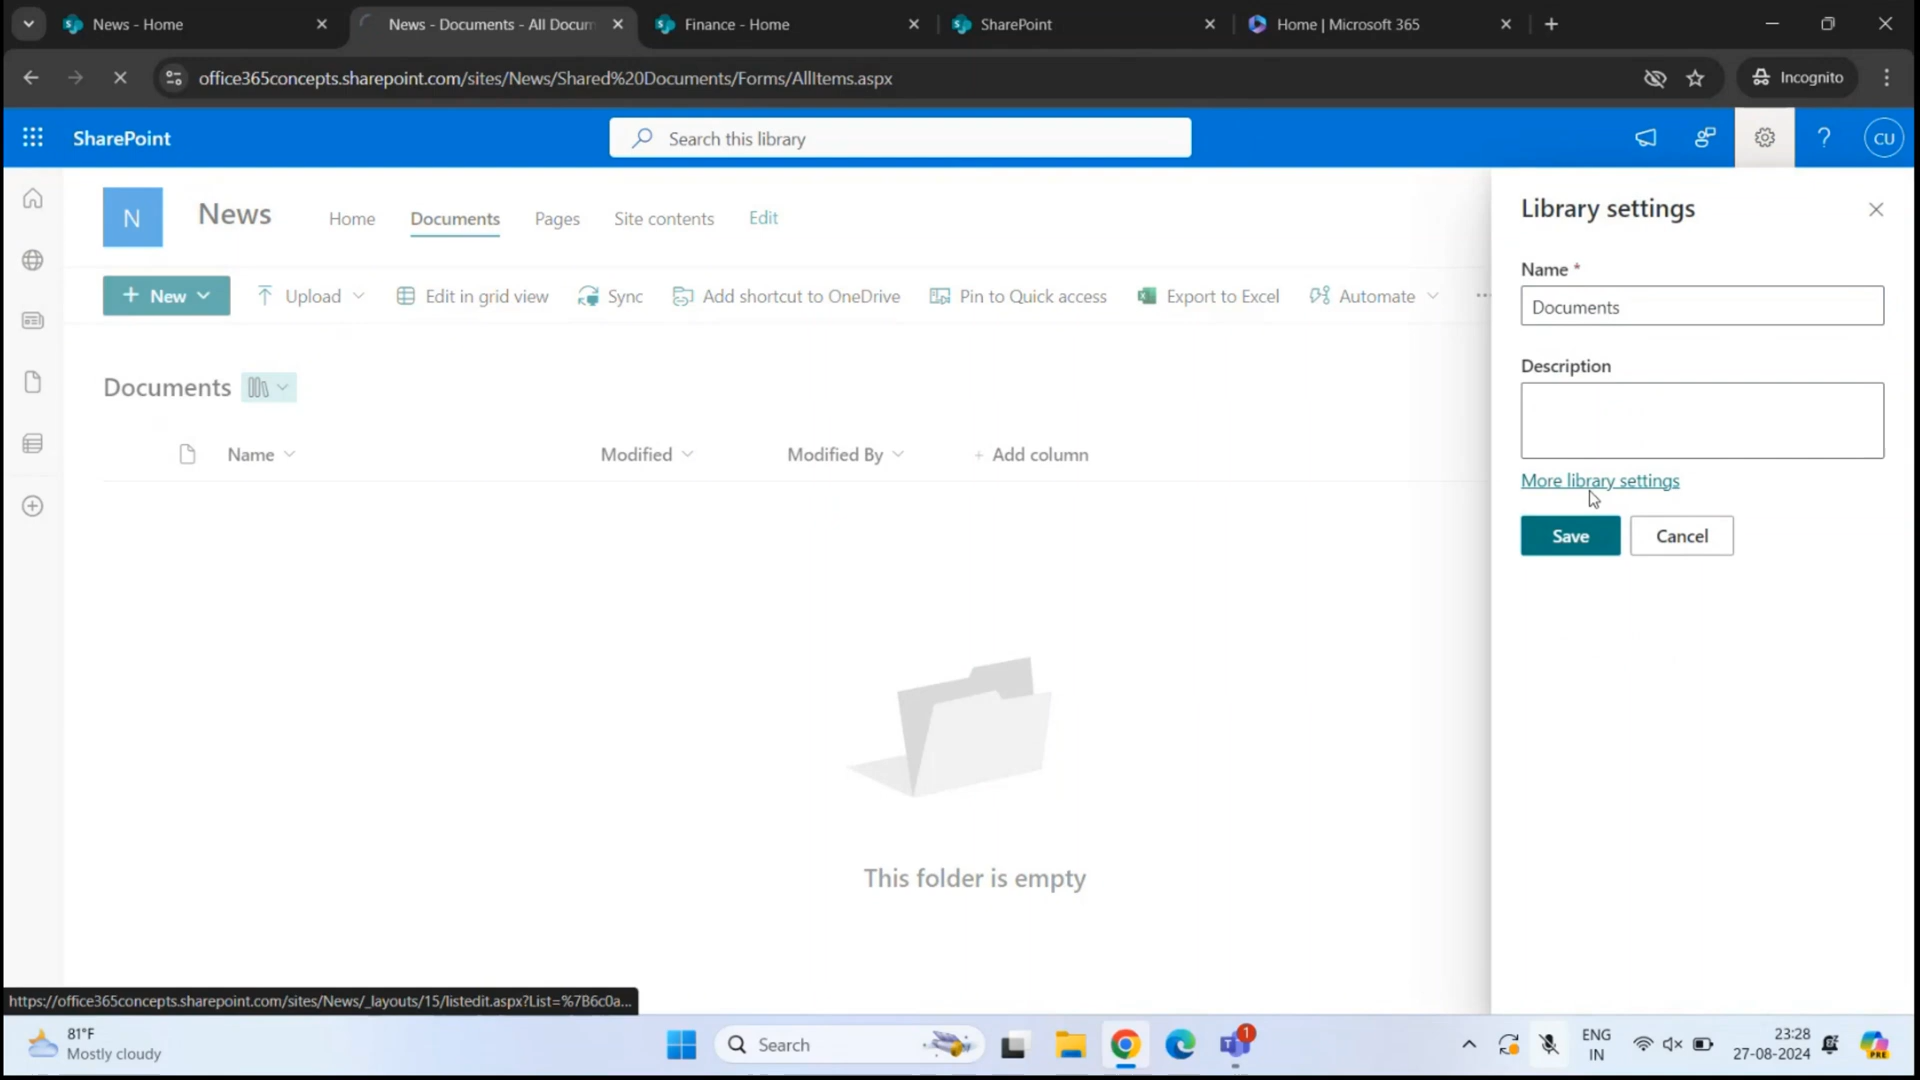 News - Home
News - Documents - All Docum
Finance - Home
SharePoint
Home | Microsoft 365
office365concepts.sharepoint.com/sites/News/Shared%20Documents/Forms/AllItems.aspx
Incognito
SharePoint
Search this library
CU
N
News
Home
Documents
Pages
Site contents
Edit
New
Upload
Edit in grid view
Sync
Add shortcut to OneDrive
Pin to Quick access
Export to Excel
Automate
Documents
Name
Modified
Modified By
+ Add column
This folder is empty
Library settings
Name *
Documents
Description
More library settings
Save
Cancel
https://office365concepts.sharepoint.com/sites/News/_layouts/15/listedit.aspx?List=%7B6c0a...
81°F
Mostly cloudy
Search
1
ENG
IN
23:28
27-08-2024
PRE